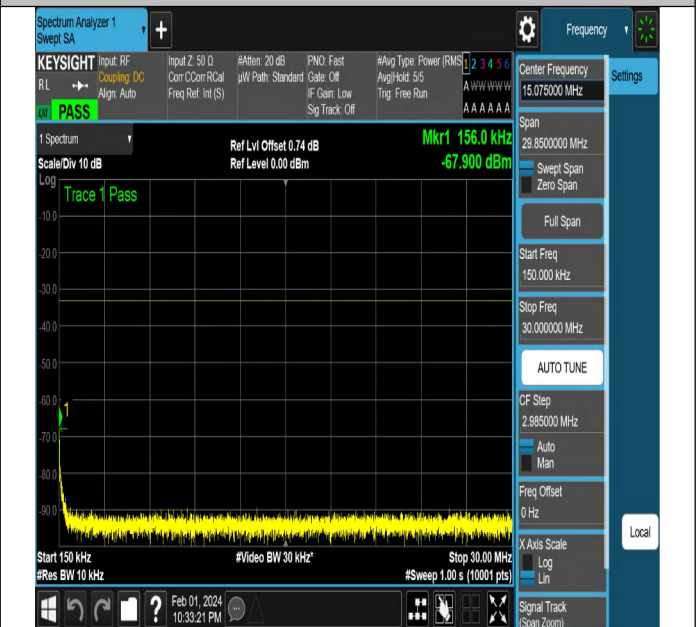 Spectrum Analyzer 1
Swept SA
+
Frequency
KEYSIGHT
RL
PASS
Input: RF
Coupling: DC
Align: Auto
Input Z: 50 Ω
Corr CCorr RCal
Freq Ref: Int (S)
#Atten: 20 dB
µW Path: Standard
PNO: Fast
Gate: Off
IF Gain: Low
Sig Track: Off
#Avg Type: Power (RMS
Avg|Hold: 5/5
Trig: Free Run
1 2 3 4 5 6
A W W W W W
A A A A A A
1 Spectrum
Scale/Div 10 dB
Log
Ref Lvl Offset 0.74 dB
Ref Level 0.00 dBm
Mkr1 156.0 kHz
-67.900 dBm
Trace 1 Pass
-10.0
-20.0
-30.0
-40.0
-50.0
-60.0
1
-70.0
-80.0
-90.0
Start 150 kHz
#Video BW 30 kHz*
Stop 30.00 MHz
#Res BW 10 kHz
#Sweep 1.00 s (10001 pts)
?
Feb 01, 2024
10:33:21 PM
Center Frequency
15.075000 MHz
Settings
Span
29.8500000 MHz
Swept Span
Zero Span
Full Span
Start Freq
150.000 kHz
Stop Freq
30.000000 MHz
AUTO TUNE
CF Step
2.985000 MHz
Auto
Man
Freq Offset
0 Hz
Local
X Axis Scale
Log
Lin
Signal Track
(Span Zoom)